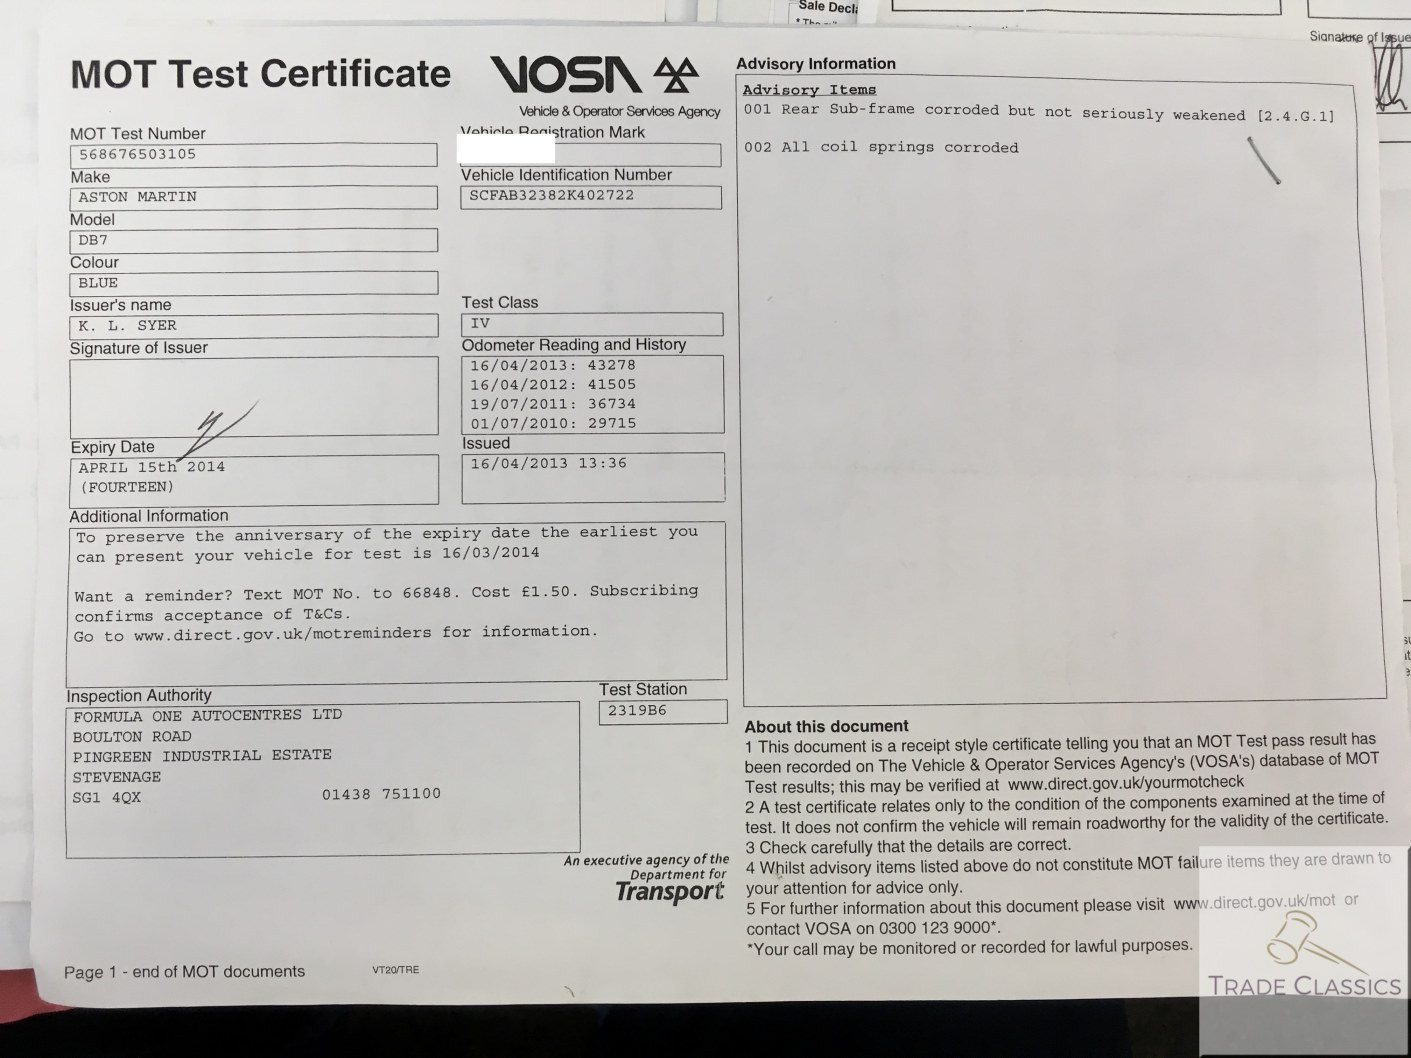 Sale Decl
Signature of Issue
MOT Test Certificate
VOSA
Vehicle & Operator Services Agency
MOT Test Number
568676503105
Vehicle Registration Mark
Make
ASTON MARTIN
Vehicle Identification Number
SCFAB32382K402722
Model
DB7
Colour
BLUE
Issuer's name
K. L. SYER
Test Class
IV
Signature of Issuer
Odometer Reading and History
16/04/2013: 43278
16/04/2012: 41505
19/07/2011: 36734
01/07/2010: 29715
Expiry Date
APRIL 15th 2014
(FOURTEEN)
Issued
16/04/2013 13:36
Additional Information
To preserve the anniversary of the expiry date the earliest you
can present your vehicle for test is 16/03/2014
Want a reminder? Text MOT No. to 66848. Cost £1.50. Subscribing
confirms acceptance of T&Cs.
Go to www.direct.gov.uk/motreminders for information.
Inspection Authority
FORMULA ONE AUTOCENTRES LTD
BOULTON ROAD
PINGREEN INDUSTRIAL ESTATE
STEVENAGE
SG1 4QX 01438 751100
Test Station
2319B6
An executive agency of the
Department for
Transport
Page 1 - end of MOT documents
VT20/TRE
Advisory Information
Advisory Items
001 Rear Sub-frame corroded but not seriously weakened [2.4.G.1]
002 All coil springs corroded
About this document
1 This document is a receipt style certificate telling you that an MOT Test pass result has
been recorded on The Vehicle & Operator Services Agency's (VOSA's) database of MOT
Test results; this may be verified at www.direct.gov.uk/yourmotcheck
2 A test certificate relates only to the condition of the components examined at the time of
test. It does not confirm the vehicle will remain roadworthy for the validity of the certificate.
3 Check carefully that the details are correct.
4 Whilst advisory items listed above do not constitute MOT failure items they are drawn to
your attention for advice only.
5 For further information about this document please visit www.direct.gov.uk/mot or
contact VOSA on 0300 123 9000*.
*Your call may be monitored or recorded for lawful purposes.
TRADE CLASSICS